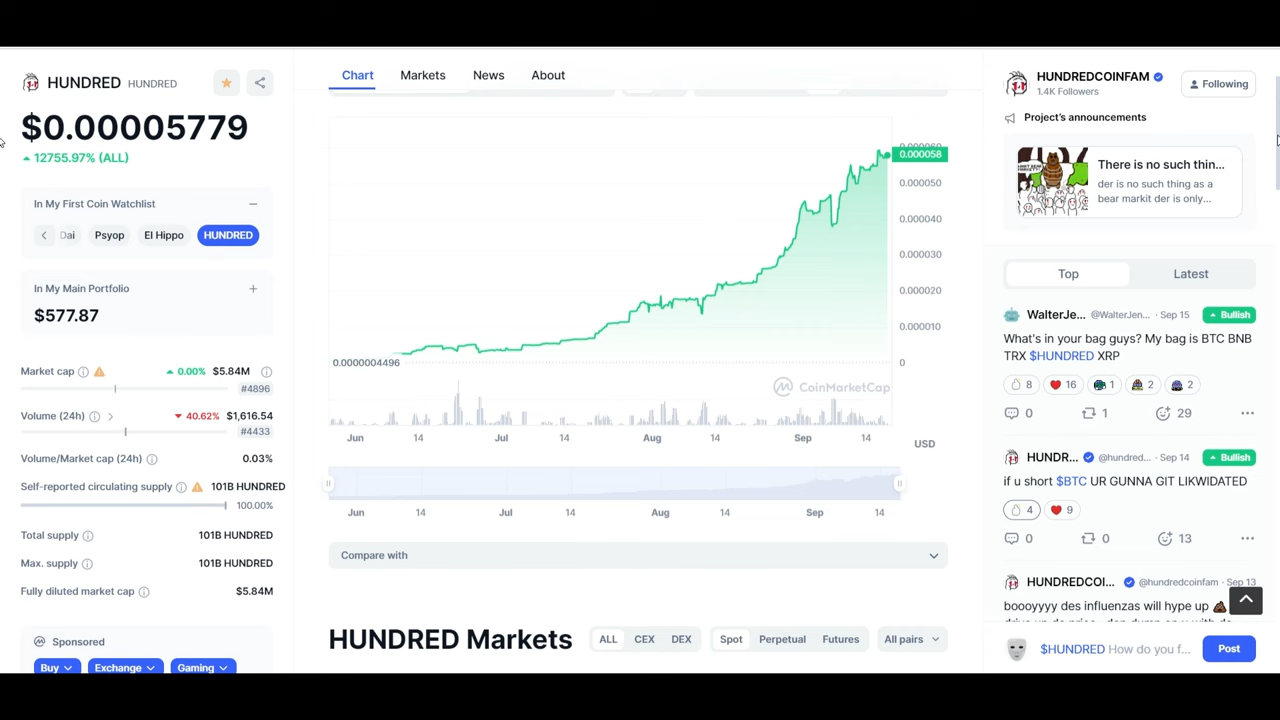 HUNDRED HUNDRED
$0.00005779
12755.97% (ALL)
In My First Coin Watchlist
Dai Psyop El Hippo HUNDRED
In My Main Portfolio
$577.87
Market cap 0.00% $5.84M
#4896
Volume (24h) 40.62% $1,616.54
#4433
Volume/Market cap (24h) 0.03%
Self-reported circulating supply 101B HUNDRED
100.00%
Total supply 101B HUNDRED
Max. supply 101B HUNDRED
Fully diluted market cap $5.84M
Sponsored
Buy Exchange Gaming
Chart Markets News About
0.000058
0.000050
0.000040
0.000030
0.000020
0.000010
0.0000004496 0
CoinMarketCap
Jun 14 Jul 14 Aug 14 Sep 14
USD
Jun 14 Jul 14 Aug 14 Sep 14
Compare with
HUNDRED Markets ALL CEX DEX Spot Perpetual Futures All pairs
HUNDREDCOINFAM
1.4K Followers
Following
Project's announcements
There is no such thin...
der is no such thing as a
bear markit der is only...
Top Latest
WalterJe... @WalterJen... · Sep 15 Bullish
What's in your bag guys? My bag is BTC BNB
TRX $HUNDRED XRP
8 16 1 2 2
0 1 29
HUNDR... @hundred... · Sep 14 Bullish
if u short $BTC UR GUNNA GIT LIKWIDATED
4 9
0 0 13
HUNDREDCOI... @hundredcoinfam · Sep 13
boooyyyy des influenzas will hype up
$HUNDRED How do you f... Post